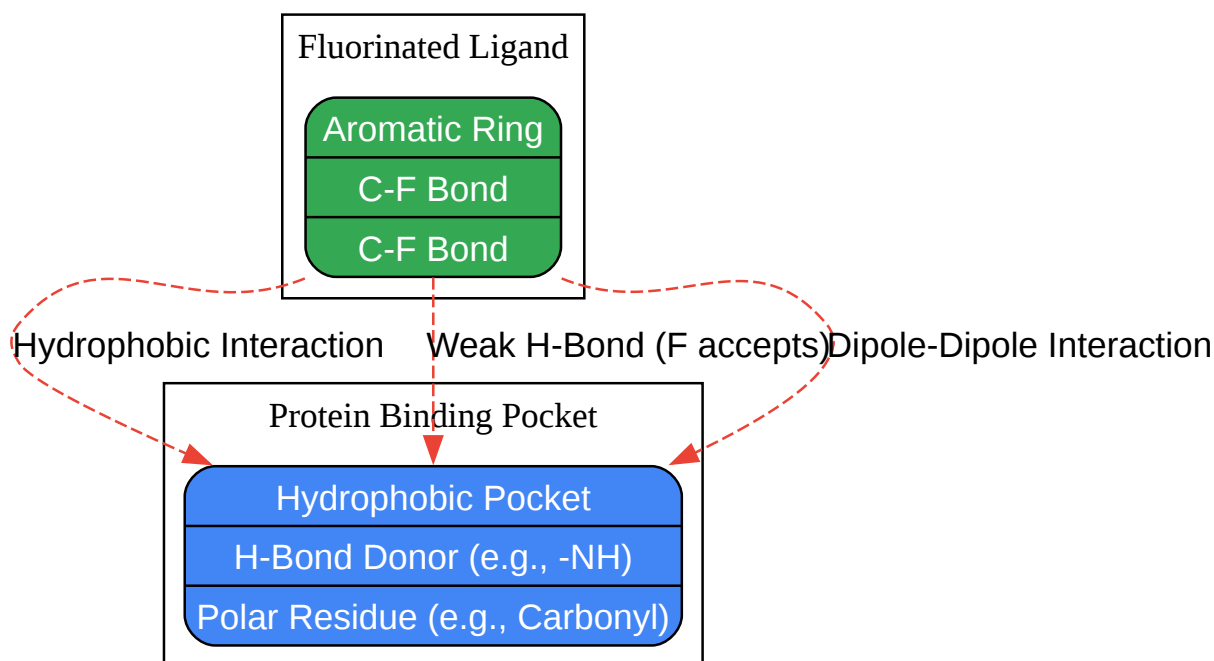 Fluorinated Ligand
Aromatic Ring
C-F Bond
C-F Bond
Hydrophobic Interaction
Weak H-Bond (F accepts)
Dipole-Dipole Interaction
Protein Binding Pocket
Hydrophobic Pocket
H-Bond Donor (e.g., -NH)
Polar Residue (e.g., Carbonyl)